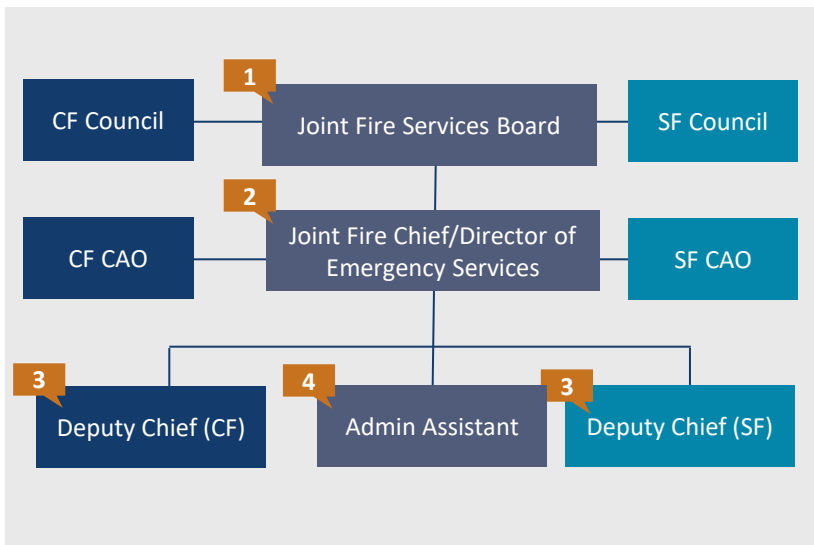 1
CF Council
Joint Fire Services Board
SF Council
2
CF CAO
Joint Fire Chief/Director of
Emergency Services
SF CAO
3
4
3
Deputy Chief (CF)
Admin Assistant
Deputy Chief (SF)